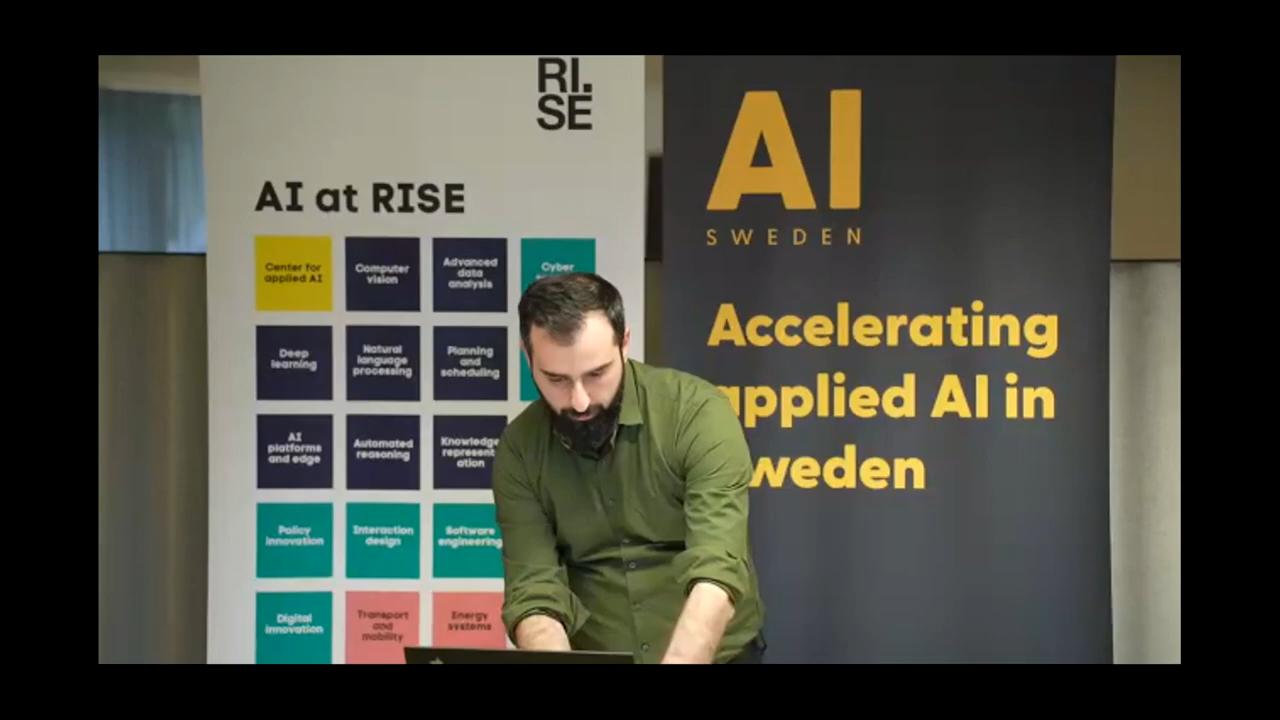 RI.
SE
AI at RISE
Center for
applied AI
Computer
vision
Advanced
data
analysis
Cyber
Deep
learning
Natural
language
processing
Planning
and
scheduling
AI
platforms
and edge
Automated
reasoning
Knowledge
represent
ation
Policy
innovation
Interaction
design
Software
engineering
Digital
innovation
Transport
and
mobility
Energy
systems
AI
SWEDEN
Accelerating
applied AI in
weden